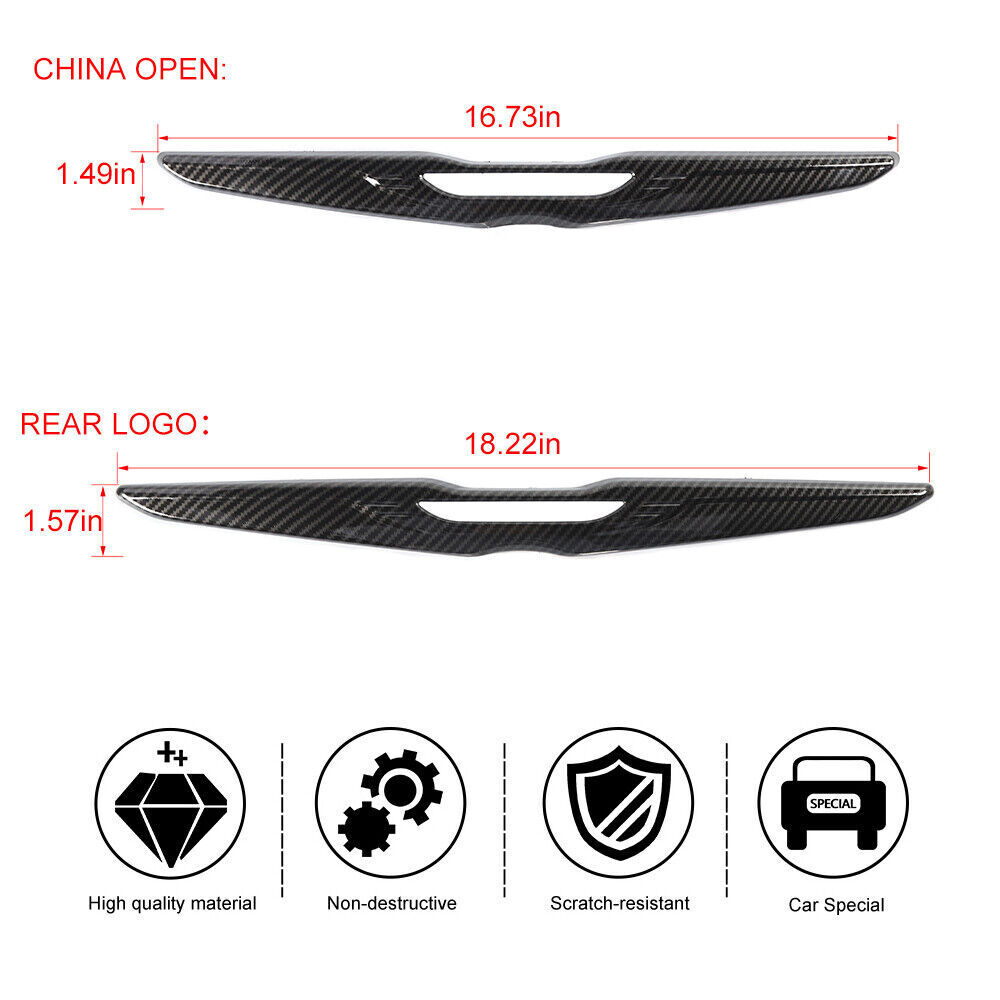 CHINA OPEN:
16.73in
1.49in
REAR LOGO：
18.22in
1.57in
SPECIAL
High quality material
Non-destructive
Scratch-resistant
Car Special